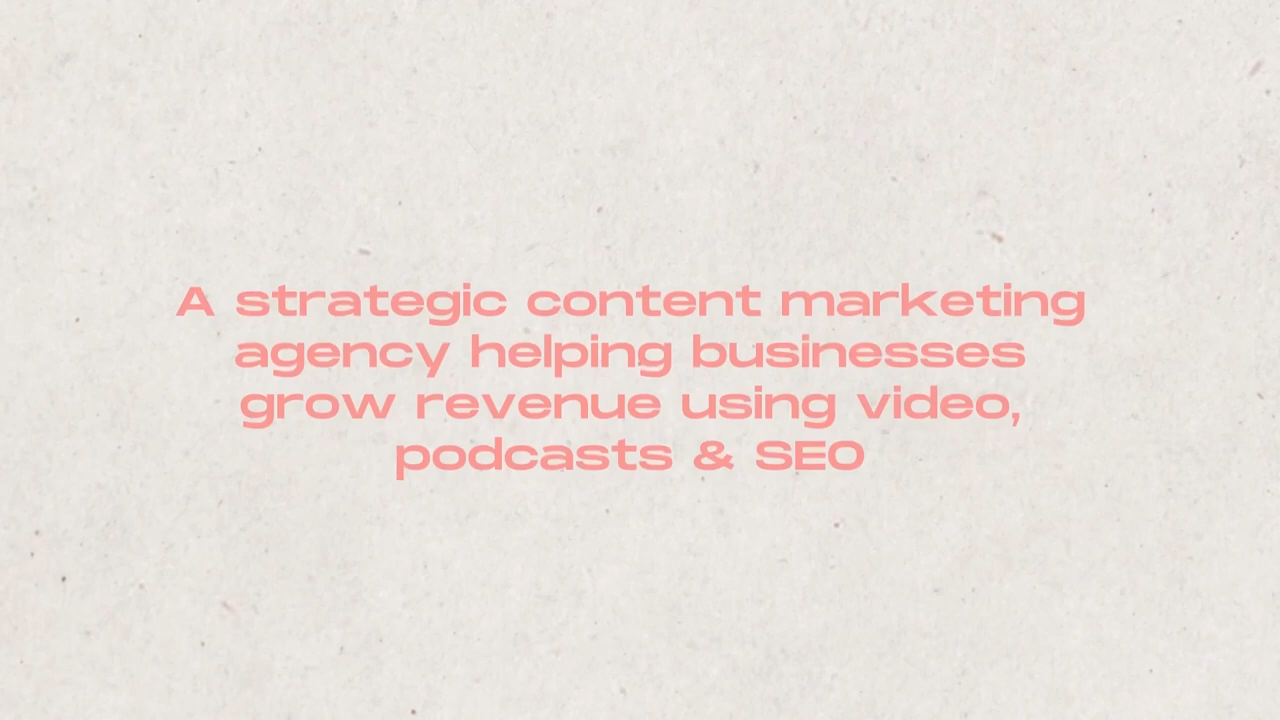 A strategic content marketing
agency helping businesses
grow revenue using video,
podcasts & SEO